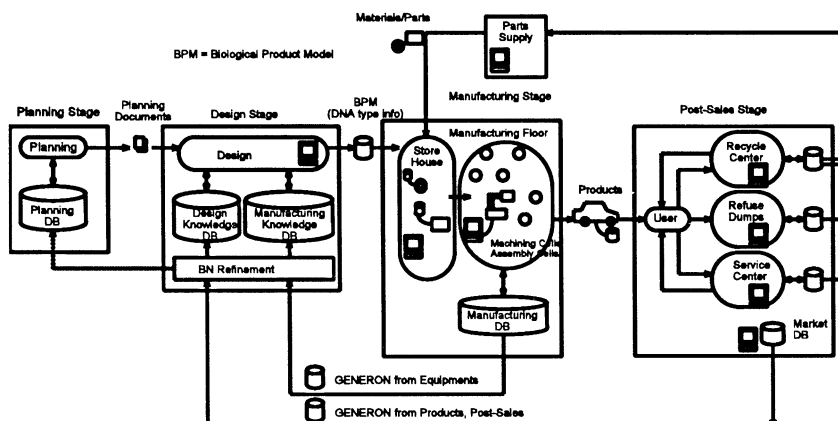 Materials/Parts
Parts
Supply
BPM = Biological Product Model
Planning Stage
Planning
Documents
Design Stage
BPM
(DNA type info)
Manufacturing Stage
Post-Sales Stage
Planning
Design
Store
House
Manufacturing Floor
Recycle
Center
Planning
DB
Design
Knowledge
DB
Manufacturing
Knowledge
DB
Products
User
Refuse
Dumps
Machining Cells
Assembly Cells
BN Refinement
Service
Center
Manufacturing
DB
Market
DB
GENERON from Equipments
GENERON from Products, Post-Sales